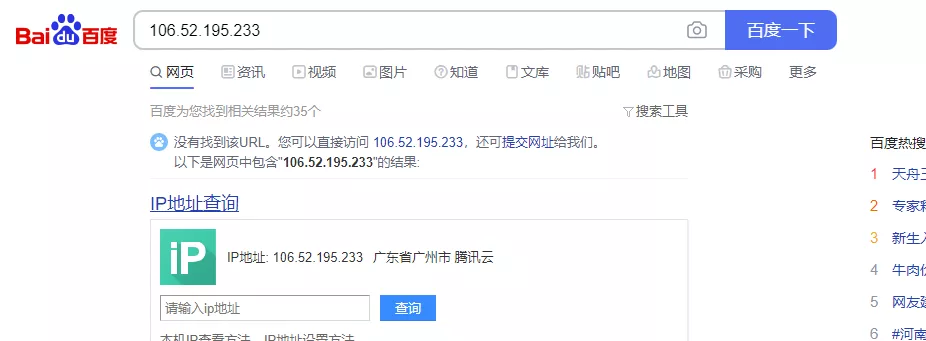 Bai du 百度 106.52.195.233 百度一下
网页 资讯 视频 图片 知道 文库 贴吧 地图 采购 更多
百度为您找到相关结果约35个 搜索工具
没有找到该URL。您可以直接访问 106.52.195.233，还可提交网址给我们。
以下是网页中包含"106.52.195.233"的结果:
百度热搜
1 天舟
2 专家
3 新生
4 牛肉
5 网友
6 #河南
IP地址查询
iP
IP地址: 106.52.195.233 广东省广州市 腾讯云
请输入ip地址 查询
本机IP查看方法 IP地址设置方法